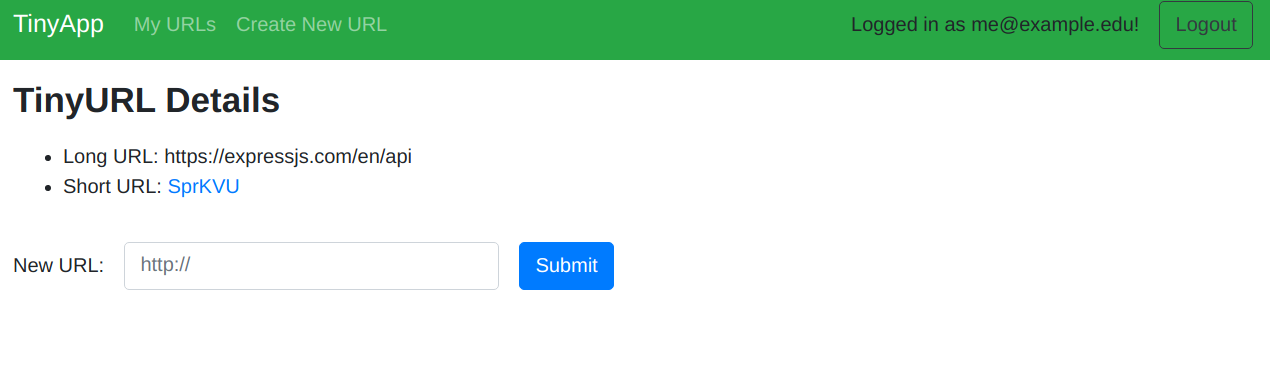 TinyApp My URLs Create New URL Logged in as me@example.edu! Logout
TinyURL Details
Long URL: https://expressjs.com/en/api
Short URL: SprKVU
New URL: http:// Submit